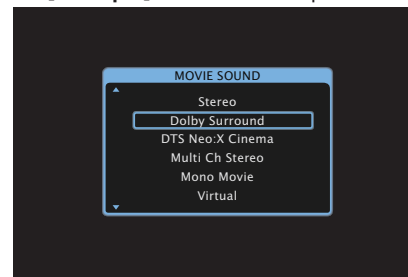 MOVIE SOUND
Stereo
Dolby Surround
DTS Neo:X Cinema
Multi Ch Stereo
Mono Movie
Virtual